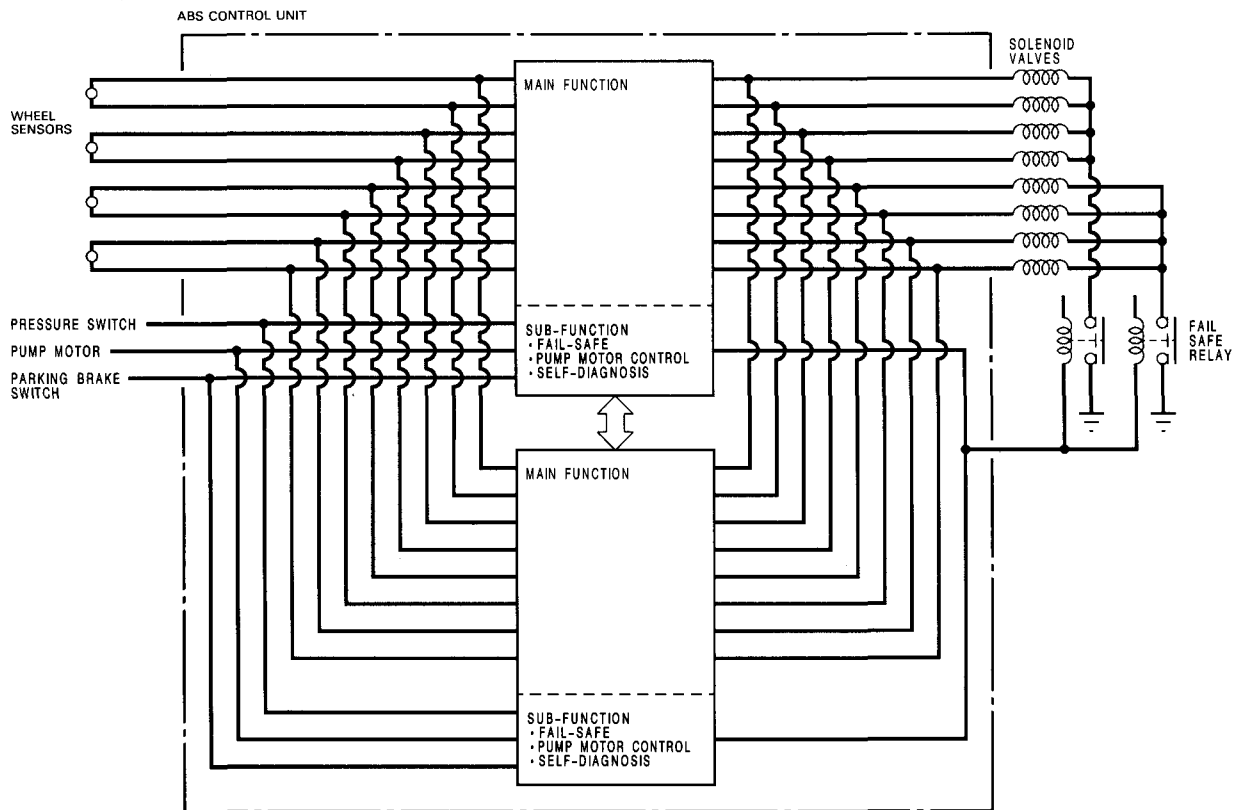 ABS CONTROL UNIT
SOLENOID
VALVES
MAIN FUNCTION
WHEEL
SENSORS
PRESSURE SWITCH
PUMP MOTOR
PARKING BRAKE
SWITCH
SUB-FUNCTION
• FAIL-SAFE
• PUMP MOTOR CONTROL
• SELF-DIAGNOSIS
FAIL
SAFE
RELAY
MAIN FUNCTION
SUB-FUNCTION
• FAIL-SAFE
• PUMP MOTOR CONTROL
• SELF-DIAGNOSIS